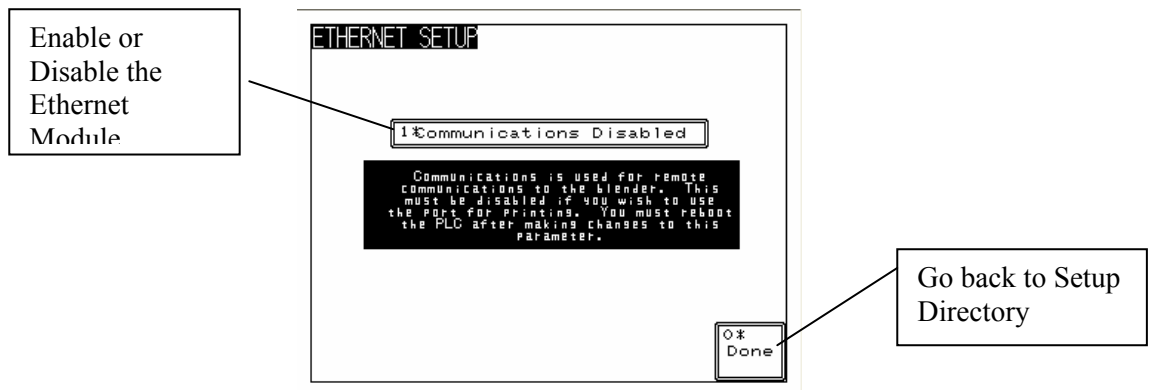 Enable or
Disable the
Ethernet
Module
ETHERNET SETUP
1*Communications Disabled
Communications is used for remote
communications to the blender. This
must be disabled if you wish to use
the port for printing. You must reboot
the PLC after making changes to this
parameter.
Go back to Setup
Directory
0*
Done